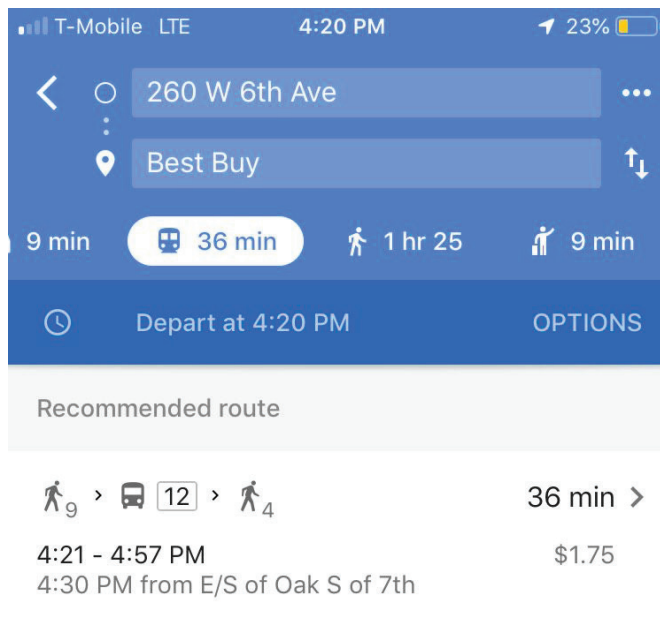 T-Mobile LTE 4:20 PM 23%
260 W 6th Ave
Best Buy
9 min 36 min 1 hr 25 9 min
Depart at 4:20 PM OPTIONS
Recommended route
9 12 4 36 min
4:21 - 4:57 PM $1.75
4:30 PM from E/S of Oak S of 7th